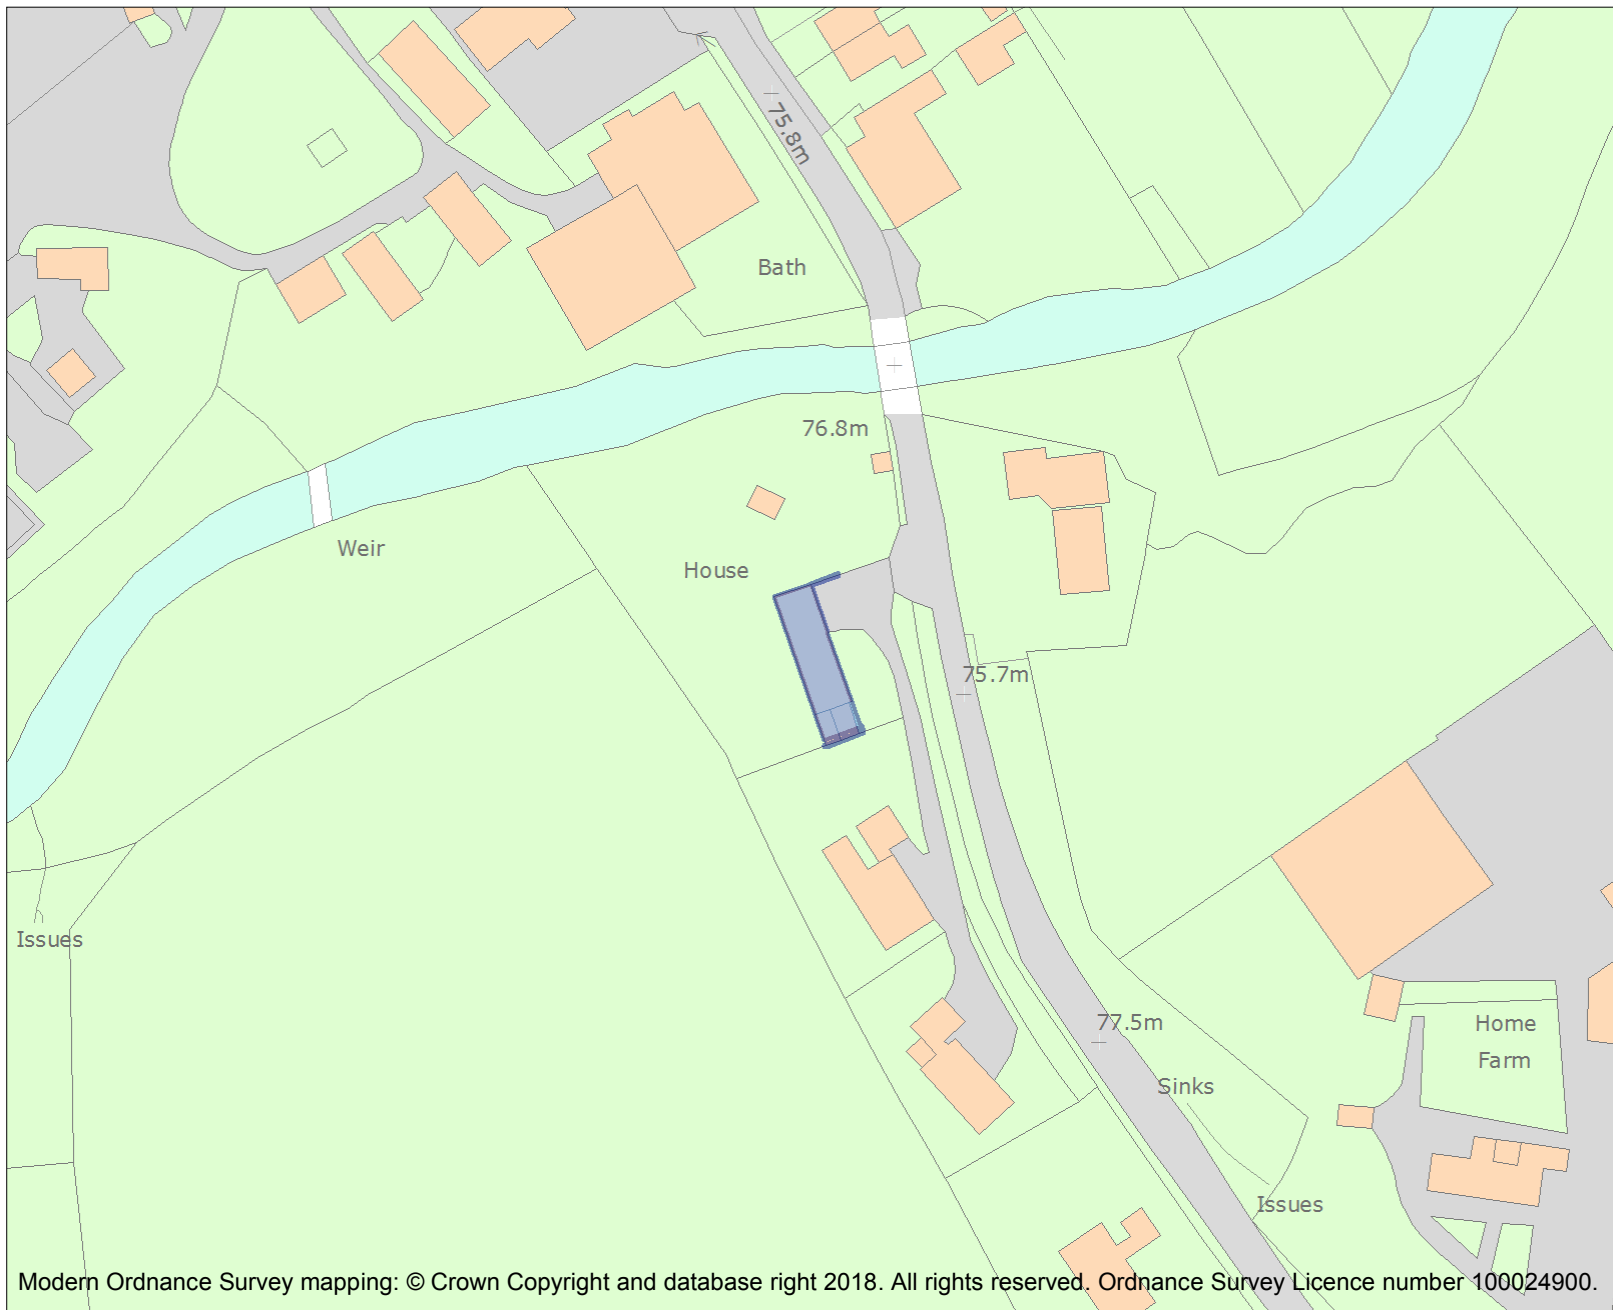 75.8m
Bath
76.8m
Weir
House
75.7m
Issues
77.5m
Home
Farm
Sinks
Issues
Modern Ordnance Survey mapping: © Crown Copyright and database right 2018. All rights reserved. Ordnance Survey Licence number 100024900.